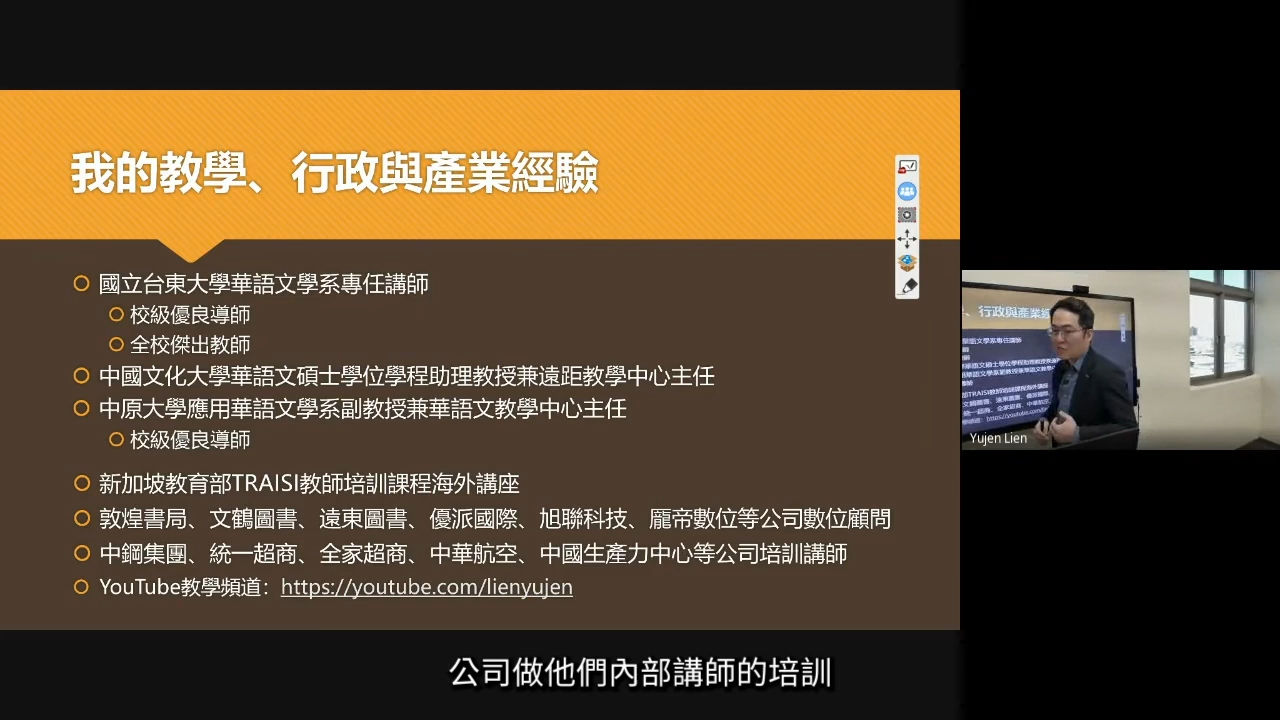 我的教學、行政與產業經驗
國立台東大學華語文學系專任講師
校級優良導師
全校傑出教師
中國文化大學華語文碩士學位學程助理教授兼遠距教學中心主任
中原大學應用華語文學系副教授兼華語文教學中心主任
校級優良導師
新加坡教育部TRAISI教師培訓課程海外講座
敦煌書局、文鶴圖書、遠東圖書、優派國際、旭聯科技、龎帝數位等公司數位顧問
中鋼集團、統一超商、全家超商、中華航空、中國生產力中心等公司培訓講師
YouTube教學頻道：https://youtube.com/lienyujen
Yujen Lien
公司做他們內部講師的培訓